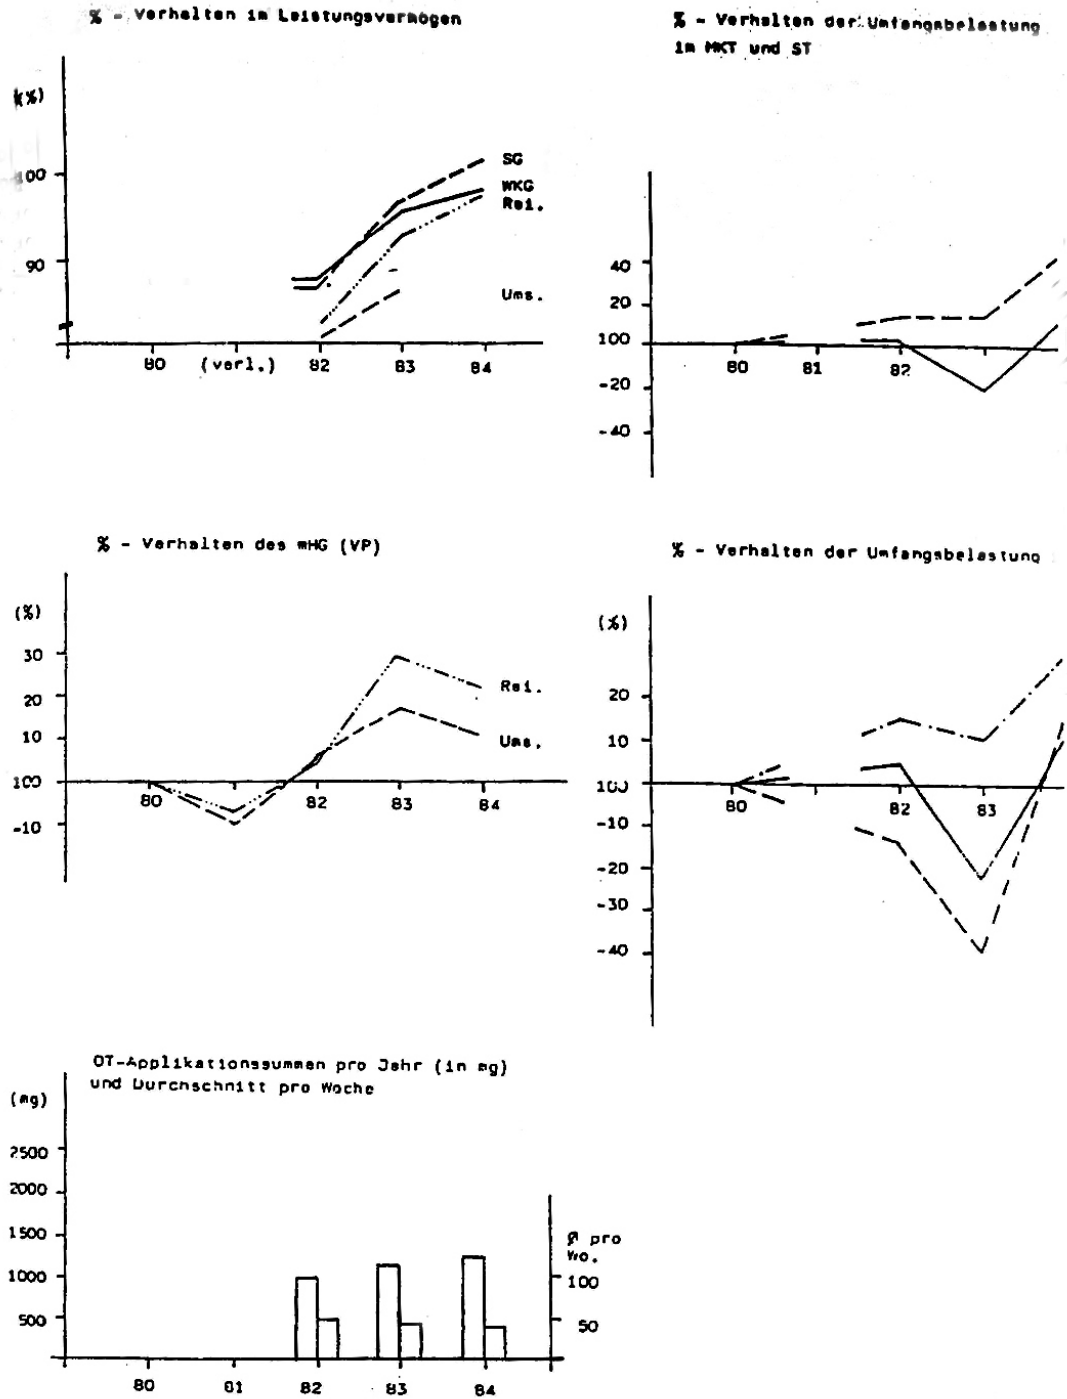 % - Verhalten im Leistungsvermögen
(%)
100
90
SG
WKG
Rei.
Ums.
80 (verl.) 82 83 84
% - Verhalten der Umfangsbelastung
im MKT und ST
40
20
100
-20
-40
80 81 82
% - Verhalten des mHG (VP)
(%)
30
20
10
100
-10
Rei.
Ums.
80 82 83 84
% - Verhalten der Umfangsbelastung
(%)
20
10
100
-10
-20
-30
-40
80 82 83
OT-Applikationssummen pro Jahr (in mg)
und Durchschnitt pro Woche
(mg)
2500
2000
1500
1000
500
Ø pro
Wo.
100
50
80 81 82 83 84